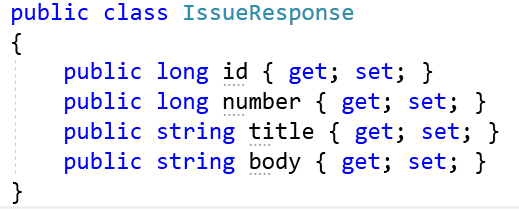 public class IssueResponse
{
    public long id { get; set; }
    public long number { get; set; }
    public string title { get; set; }
    public string body { get; set; }
}